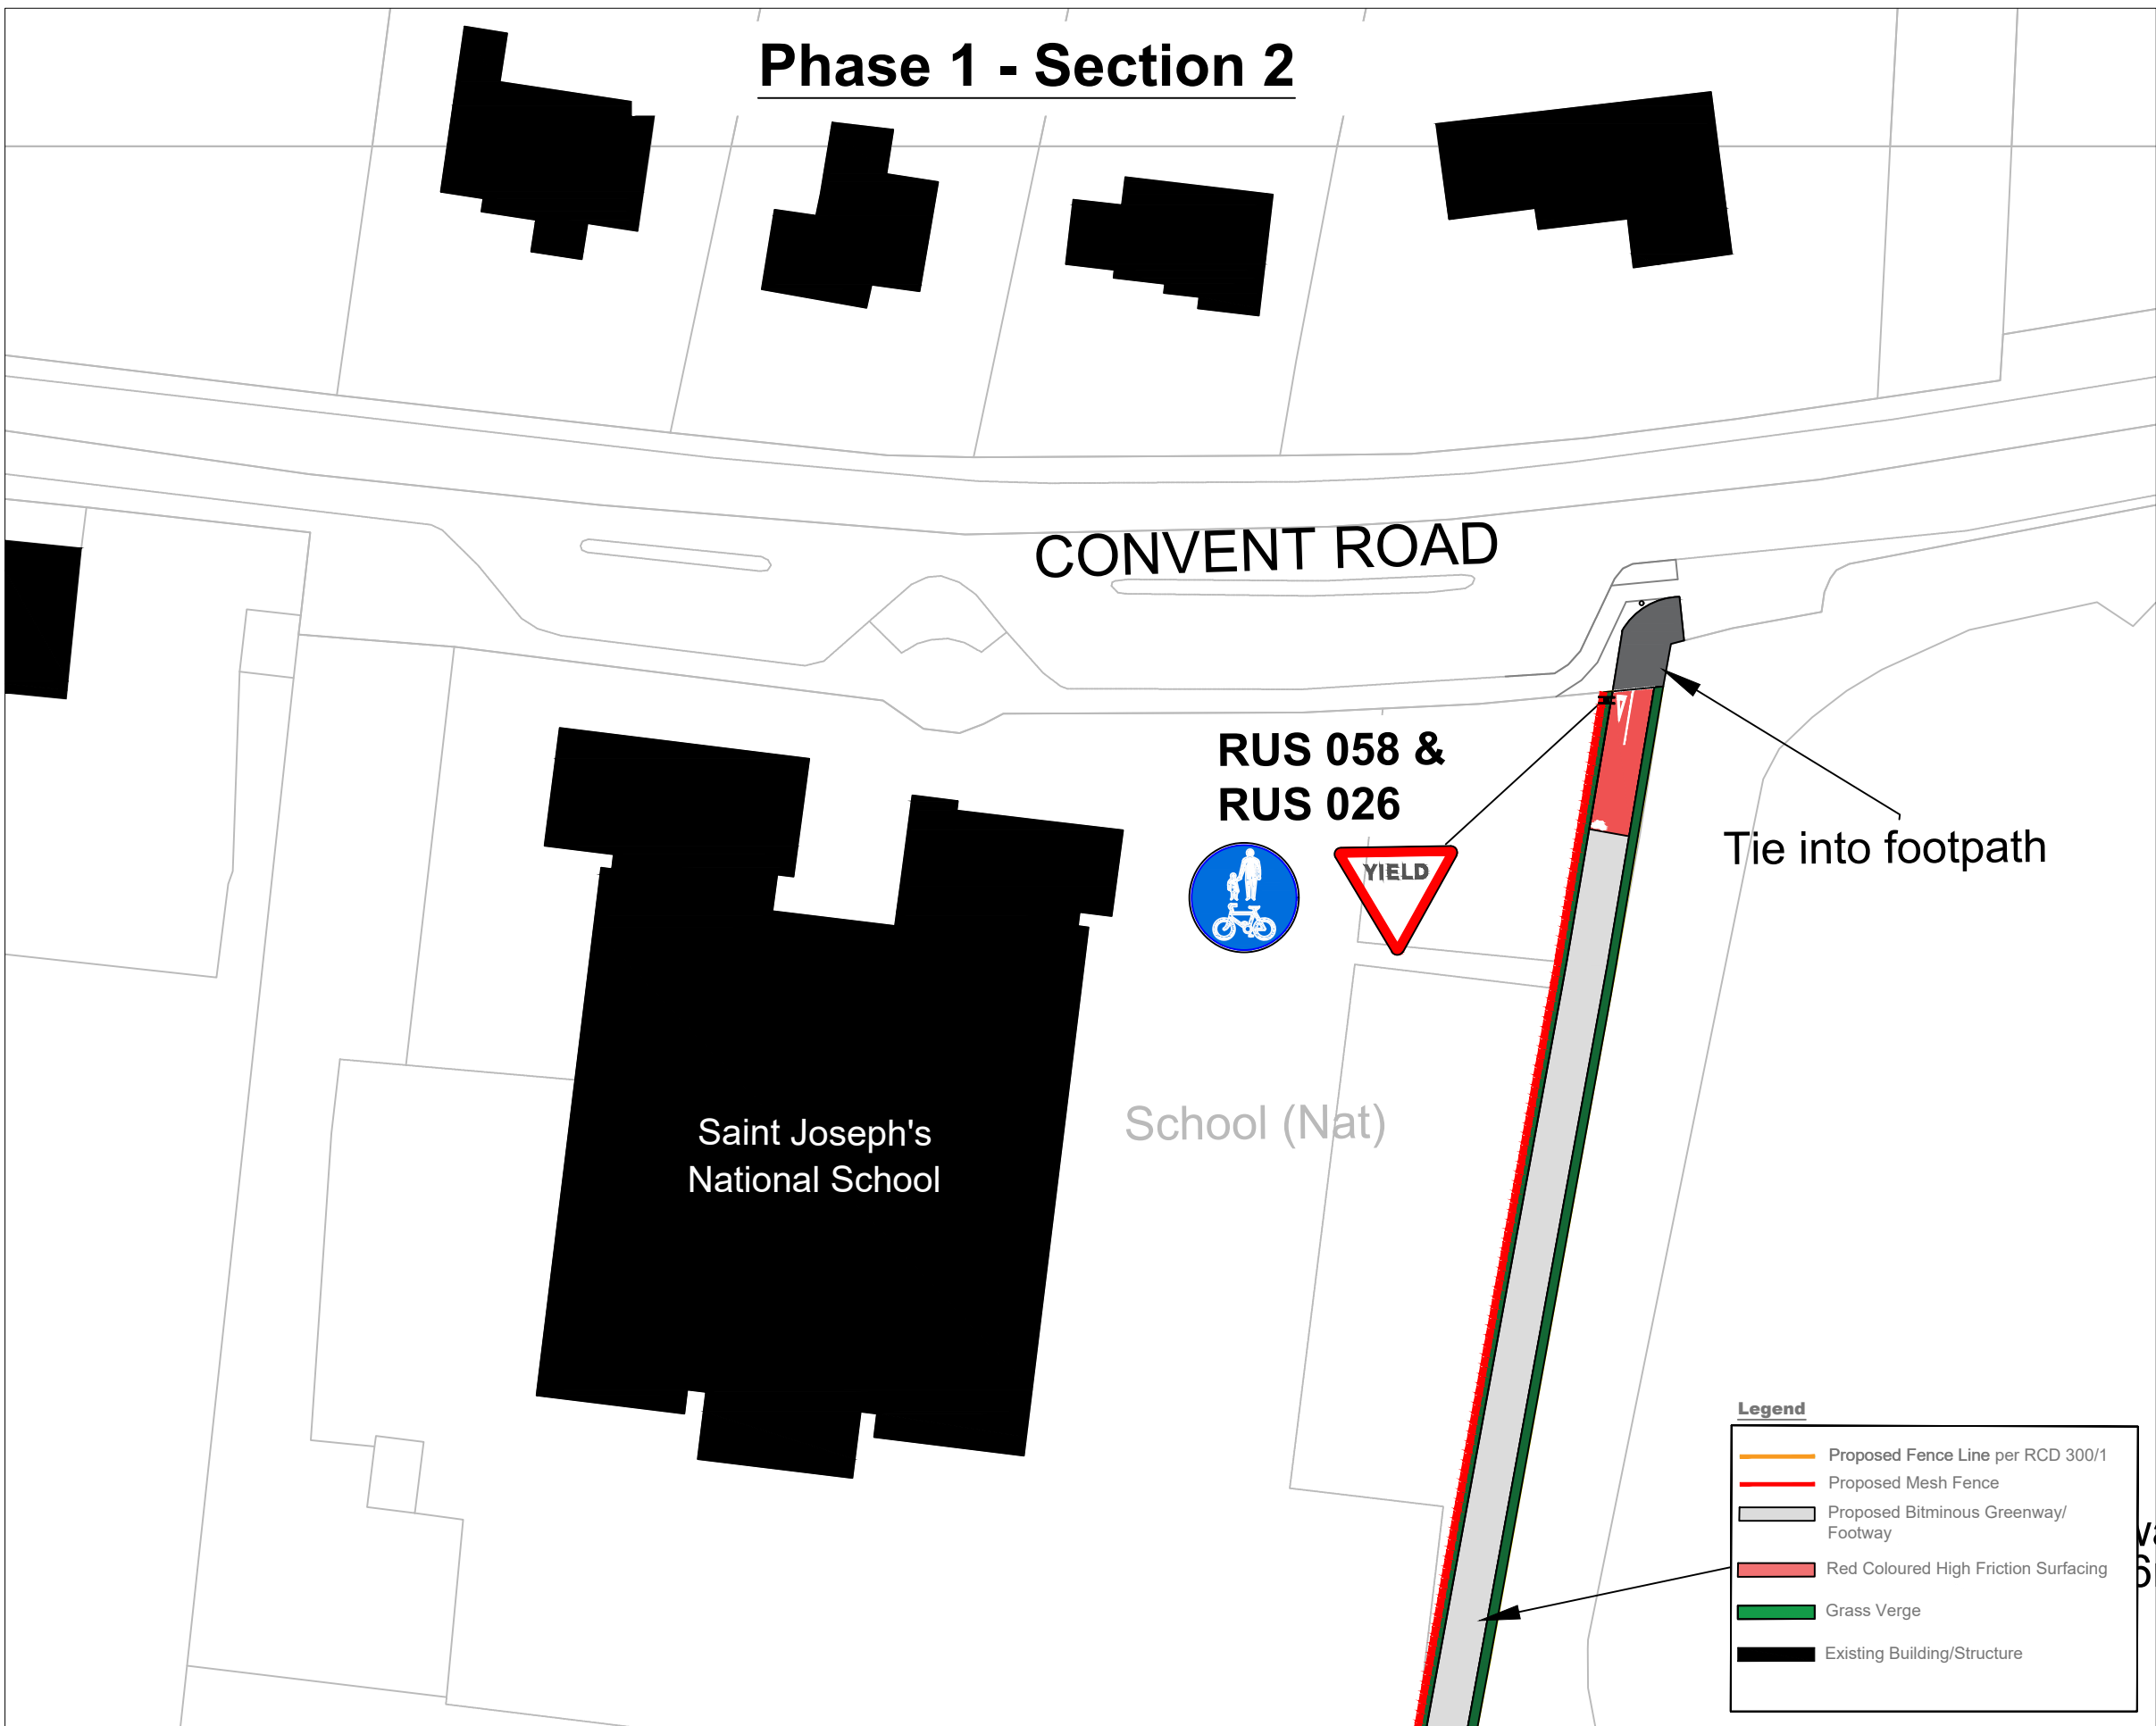 Phase 1 - Section 2
CONVENT ROAD
RUS 058 &
RUS 026
YIELD
Tie into footpath
Saint Joseph's
National School
School (Nat)
Legend
Proposed Fence Line per RCD 300/1
Proposed Mesh Fence
Proposed Bitminous Greenway/
Footway
Red Coloured High Friction Surfacing
Grass Verge
Existing Building/Structure